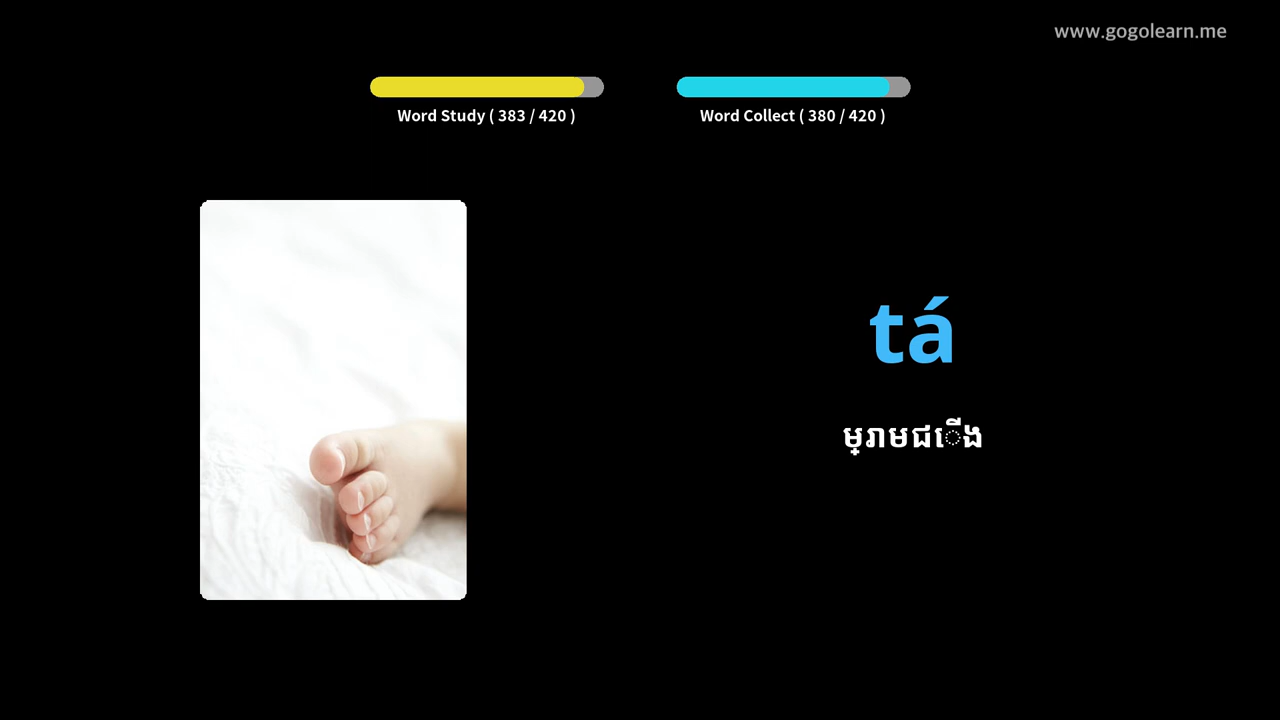 www.gogolearn.me
Word Study ( 383 / 420 )
Word Collect ( 380 / 420 )
tá
ម្រាមជើង